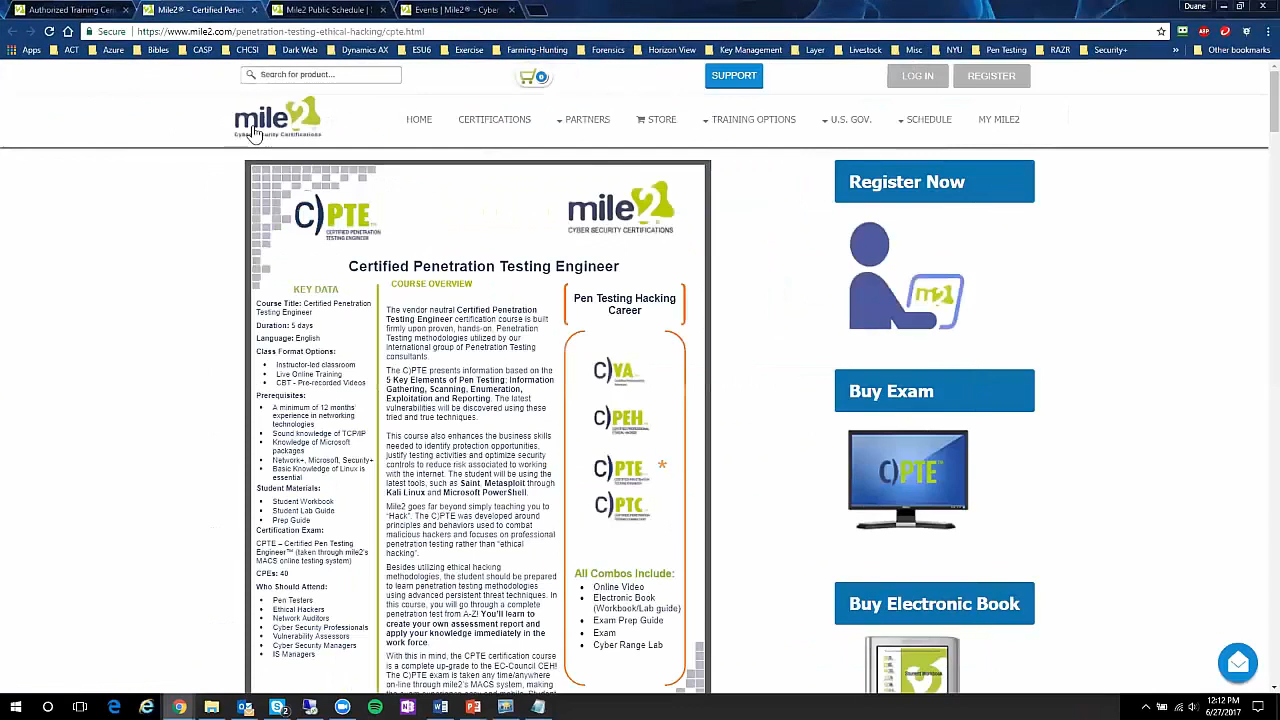 Authorized Training Cen
Mile2® - Certified Penet
Mile2 Public Schedule |
Events | Mile2® - Cyber
Duane
Secure
https://www.mile2.com/penetration-testing-ethical-hacking/cpte.html
Apps
ACT
Azure
Bibles
CASP
CHCSI
Dark Web
Dynamics AX
ESU6
Exercise
Farming-Hunting
Forensics
Horizon View
Key Management
Layer
Livestock
Misc
NYU
Pen Testing
RAZR
Security+
»
Other bookmarks
Search for product...
0
SUPPORT
LOG IN
REGISTER
mile2
Cyber Security Certifications
HOME
CERTIFICATIONS
PARTNERS
STORE
TRAINING OPTIONS
U.S. GOV.
SCHEDULE
MY MILE2
C)PTE
CERTIFIED PENETRATION
TESTING ENGINEER
mile2
CYBER SECURITY CERTIFICATIONS
Certified Penetration Testing Engineer
KEY DATA
Course Title: Certified Penetration
Testing Engineer
Duration: 5 days
Language: English
Class Format Options:
• Instructor-led classroom
• Live Online Training
• CBT - Pre-recorded Videos
Prerequisites:
• A minimum of 12 months'
experience in networking
technologies
• Sound knowledge of TCP/IP
• Knowledge of Microsoft
packages
• Network+, Microsoft, Security+
• Basic Knowledge of Linux is
essential
Student Materials:
• Student Workbook
• Student Lab Guide
• Prep Guide
Certification Exam:
CPTE – Certified Pen Testing
Engineer™ (taken through mile2's
MACS online testing system)
CPEs: 40
Who Should Attend:
• Pen Testers
• Ethical Hackers
• Network Auditors
• Cyber Security Professionals
• Vulnerability Assessors
• Cyber Security Managers
• IS Managers
COURSE OVERVIEW
The vendor neutral Certified Penetration
Testing Engineer certification course is built
firmly upon proven, hands-on, Penetration
Testing methodologies utilized by our
international group of Penetration Testing
consultants.
The C)PTE presents information based on the
5 Key Elements of Pen Testing; Information
Gathering, Scanning, Enumeration,
Exploitation and Reporting. The latest
vulnerabilities will be discovered using these
tried and true techniques.
This course also enhances the business skills
needed to identify protection opportunities,
justify testing activities and optimize security
controls to reduce risk associated to working
with the internet. The student will be using the
latest tools, such as Saint, Metasploit through
Kali Linux and Microsoft PowerShell.
Mile2 goes far beyond simply teaching you to
"Hack". The C)PTE was developed around
principles and behaviors used to combat
malicious hackers and focuses on professional
penetration testing rather than "ethical
hacking".
Besides utilizing ethical hacking
methodologies, the student should be prepared
to learn penetration testing methodologies
using advanced persistent threat techniques. In
this course, you will go through a complete
penetration test from A-Z! You'll learn to
create your own assessment report and
apply your knowledge immediately in the
work force.
With this in mind, the CPTE certification course
is a complete up-grade to the EC-Council CEH!
The C)PTE exam is taken any time/anywhere
on-line through mile2's MACS system, making
Pen Testing Hacking
Career
C)VA
C)PEH
C)PTE *
C)PTC
All Combos Include:
• Online Video
• Electronic Book
(Workbook/Lab guide)
• Exam Prep Guide
• Exam
• Cyber Range Lab
Register Now
m2
Buy Exam
C)PTE
Buy Electronic Book
12:12 PM
6/27/2017